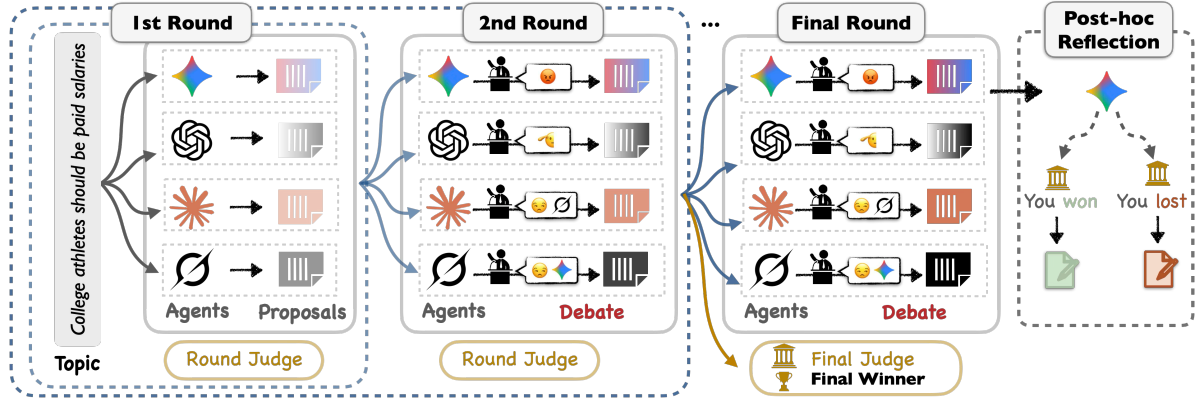 1st Round
2nd Round
...
Final Round
Post-hoc
Reflection
College athletes should be paid salaries
You won
You lost
Agents
Proposals
Agents
Debate
Agents
Debate
Topic
Round Judge
Round Judge
Final Judge
Final Winner